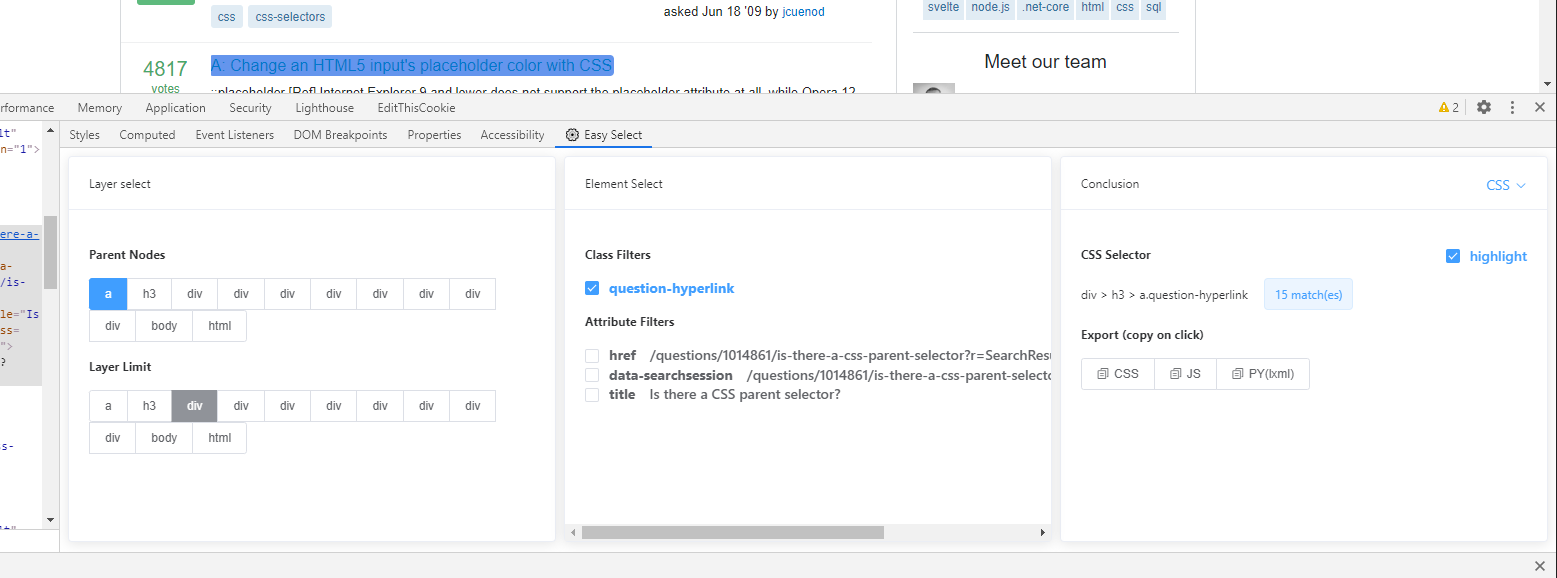 css css-selectors
asked Jun 18 '09 by jcuenod
svelte node.js .net-core html css sql
4817
votes
A: Change an HTML5 input's placeholder color with CSS
::placeholder [Ref] Internet Explorer 9 and lower does not support the placeholder attribute at all, while Opera 12
Meet our team
rformance Memory Application Security Lighthouse EditThisCookie 2
Styles Computed Event Listeners DOM Breakpoints Properties Accessibility Easy Select
lt"
n="1">
ere-a-
a-
/is-
le="Is
ss=
">
?
s-
lt"
Layer select
Parent Nodes
a h3 div div div div div div div
div body html
Layer Limit
a h3 div div div div div div div
div body html
Element Select
Class Filters
question-hyperlink
Attribute Filters
href /questions/1014861/is-there-a-css-parent-selector?r=SearchResu
data-searchsession /questions/1014861/is-there-a-css-parent-selecto
title Is there a CSS parent selector?
Conclusion CSS
CSS Selector highlight
div > h3 > a.question-hyperlink 15 match(es)
Export (copy on click)
CSS JS PY(lxml)